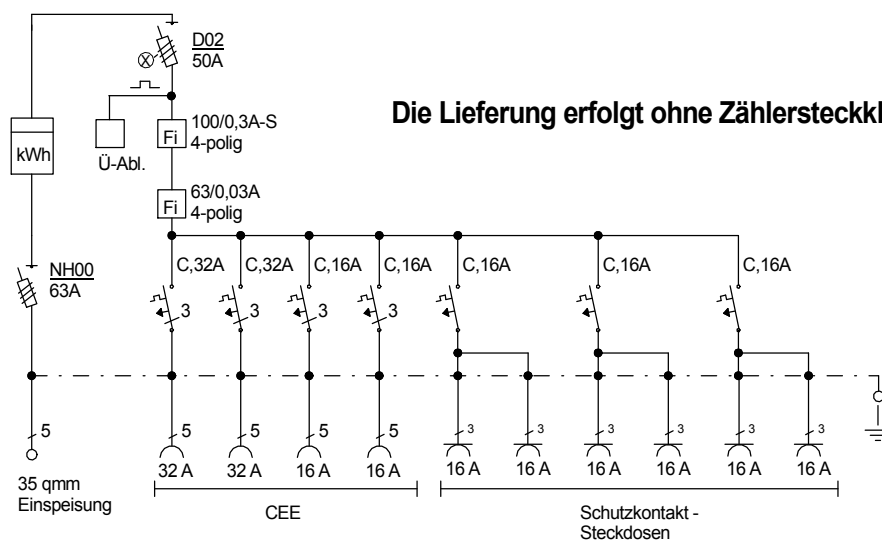 D02
50A
Die Lieferung erfolgt ohne
100/0,3A-S
4-polig
Fi
kWh
Ü-Abl.
63/0,03A
4-polig
Fi
NH00
63A
C,32A
C,32A
C,16A
C,16A
C,16A
C,16A
C,16A
3
3
3
3
5
5
5
5
5
3
3
3
3
3
3
32 A
32 A
16 A
16 A
16 A
16 A
16 A
16 A
16 A
16 A
35 qmm
Einspeisung
CEE
Schutzkontakt -
Steckdosen